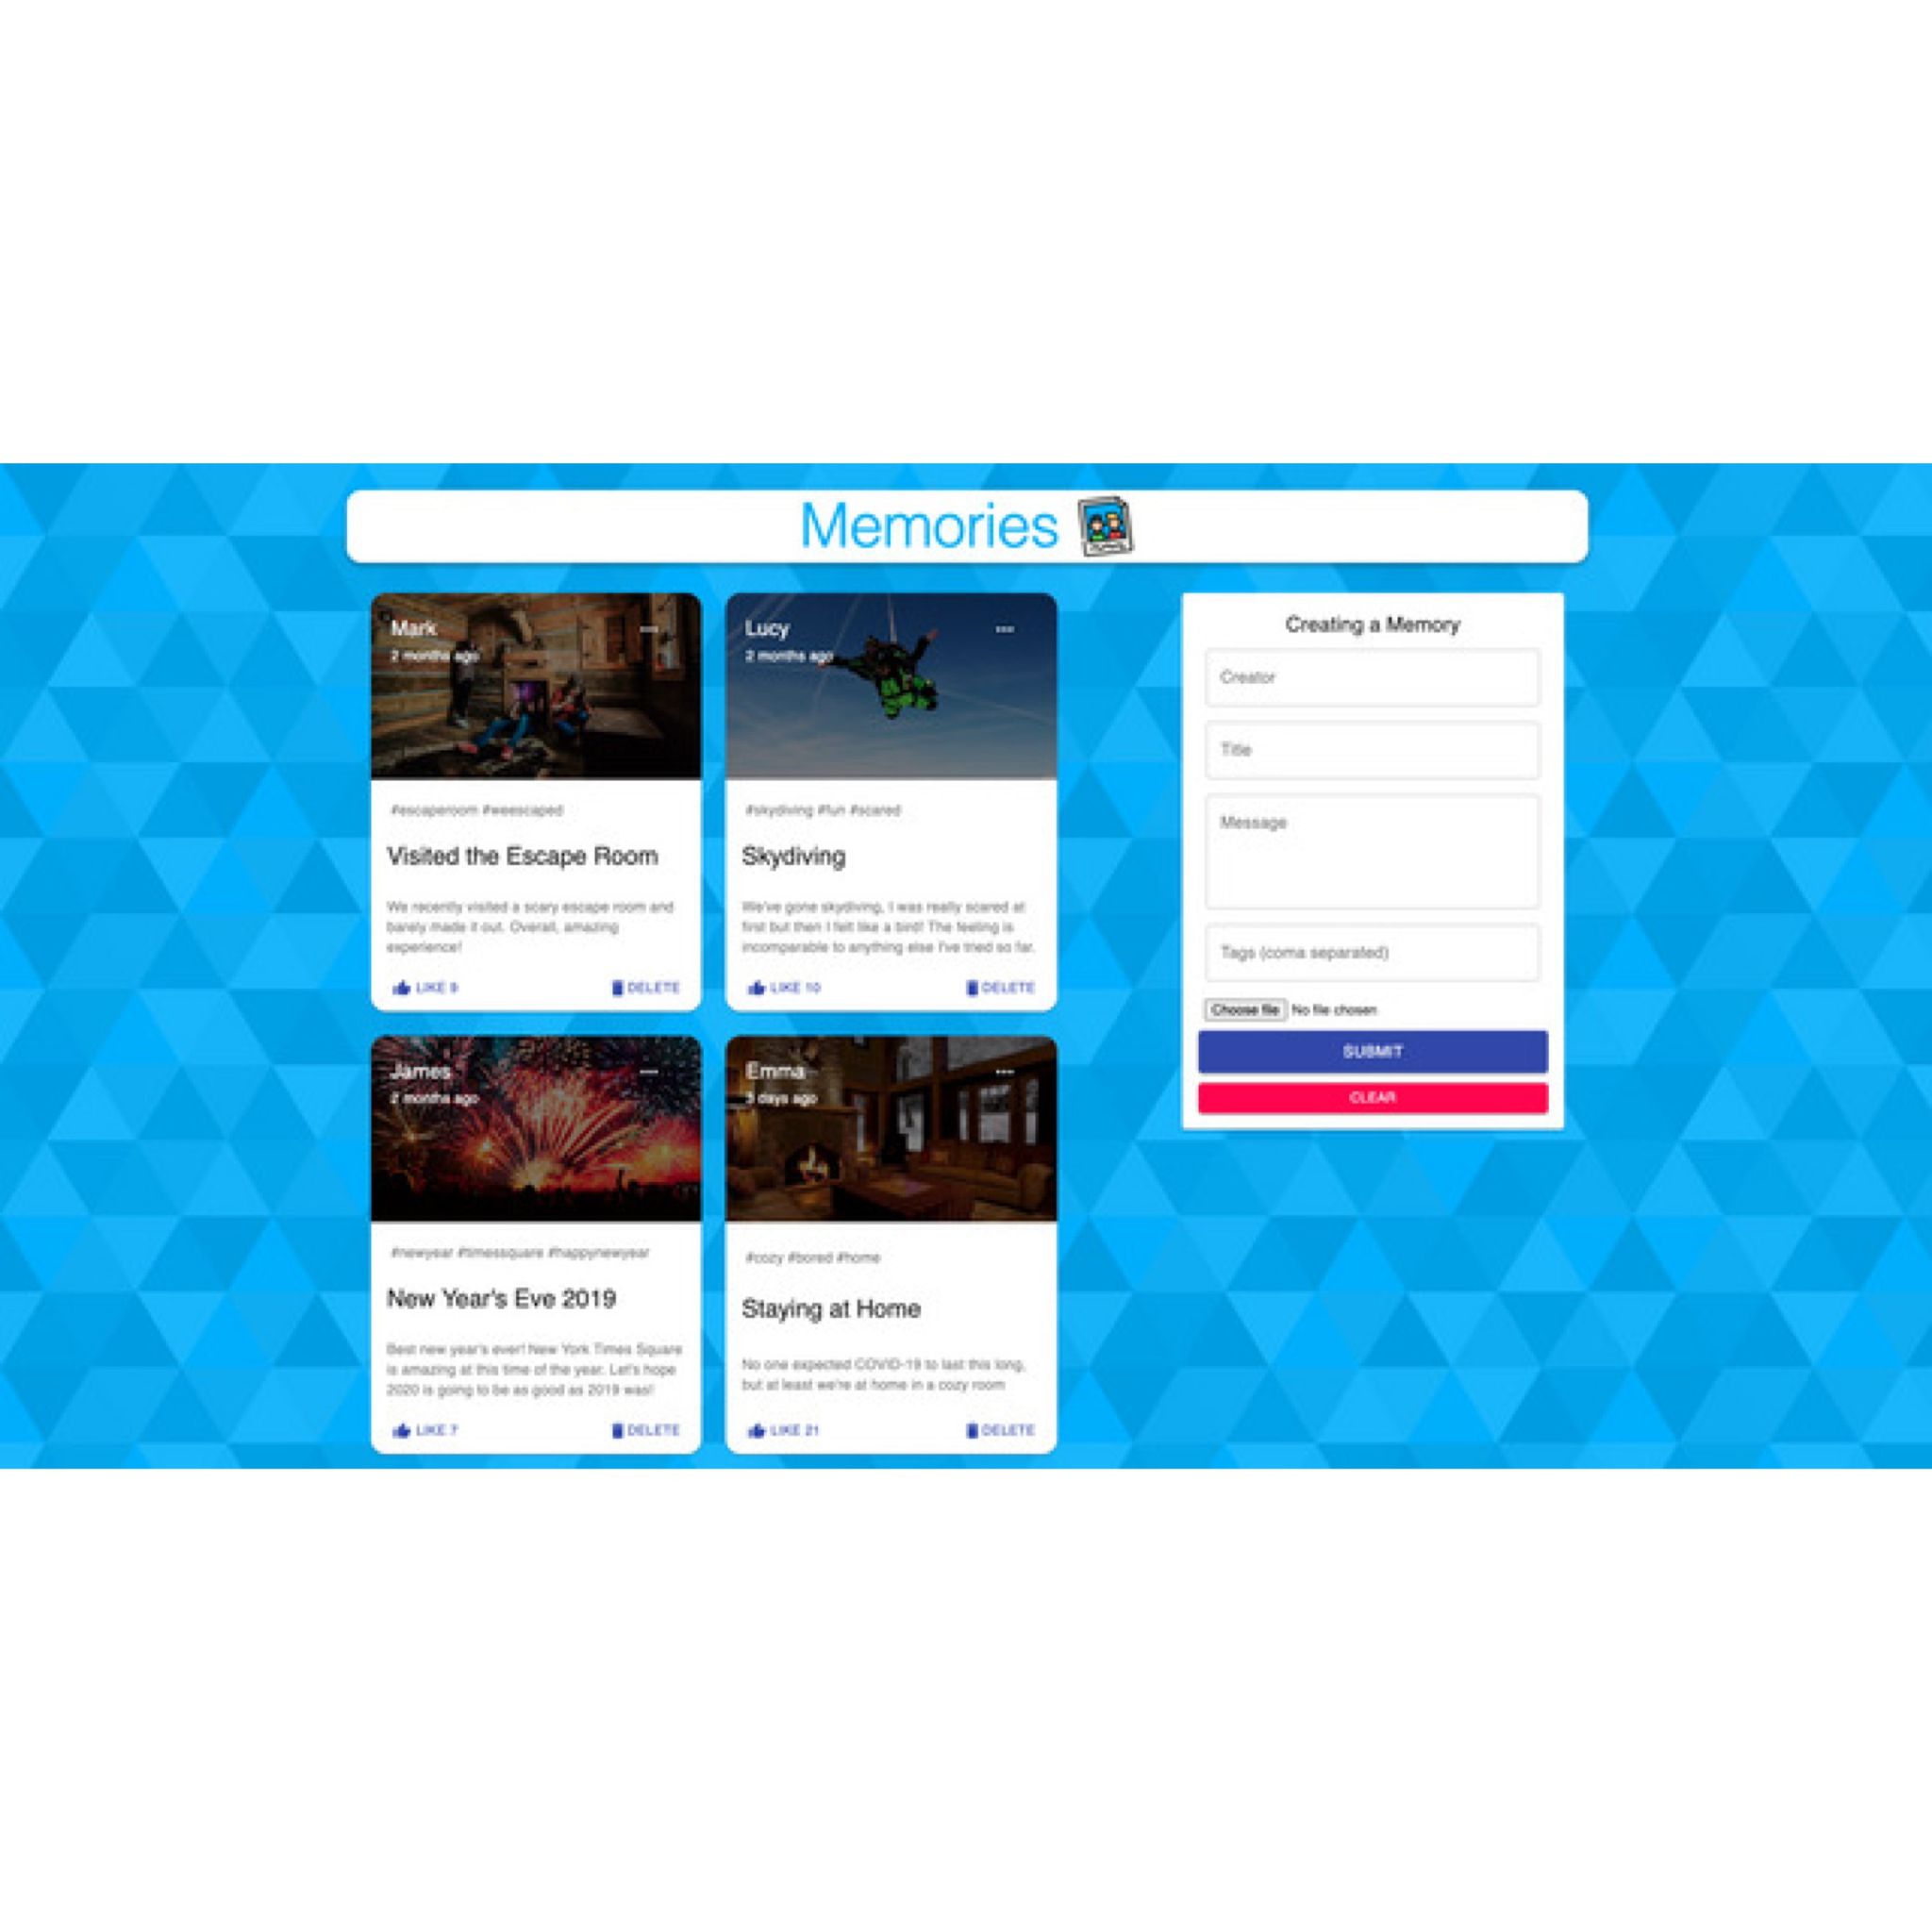 Memories
Mark
2 months ago
#escaperoom #weescaped
Visited the Escape Room
We recently visited a scary escape room and
barely made it out. Overall, amazing
experience!
LIKE 9
DELETE
Lucy
2 months ago
#skydiving #fun #scared
Skydiving
We've gone skydiving, I was really scared at
first but then I felt like a bird! The feeling is
incomparable to anything else I've tried so far.
LIKE 10
DELETE
James
2 months ago
#newyear #timessquare #happynewyear
New Year's Eve 2019
Best new year's ever! New York Times Square
is amazing at this time of the year. Let's hope
2020 is going to be as good as 2019 was!
LIKE 7
DELETE
Emma
3 days ago
#cozy #bored #home
Staying at Home
No one expected COVID-19 to last this long,
but at least we're at home in a cozy room
LIKE 21
DELETE
Creating a Memory
Creator
Title
Message
Tags (coma separated)
Choose file No file chosen
SUBMIT
CLEAR